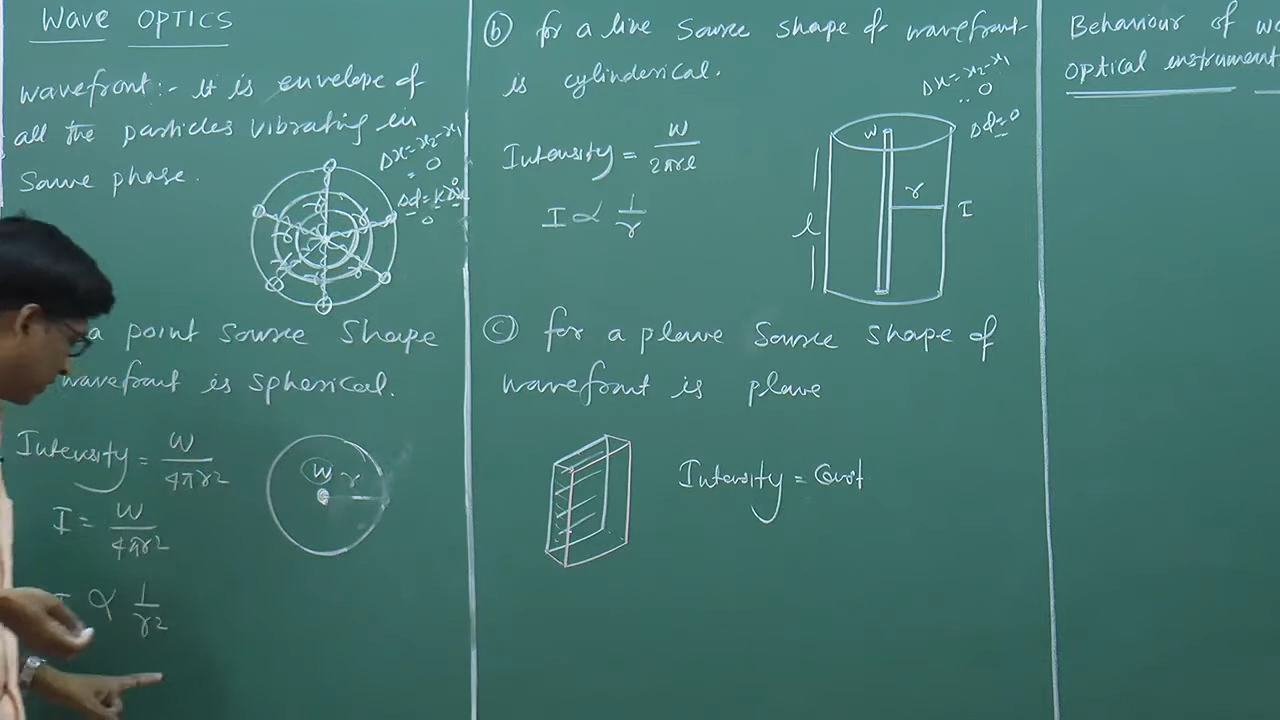 Wave OPTICS
wavefront:- it is envelope of
all the particles vibrating in
Same phase.
Δx = x2-x1
0
Δϕ = KΔx
0
a point Source Shape
wavefront is Spherical.
Intensity = W/4πr2
I = W/4πr2
∝ 1/r2
W
r
(b) for a line Source shape of wavefront
is cylinderical.
Intensity = W/2πrl
I ∝ 1/r
Δx = x2-x1
0
Δϕ = 0
W
r
I
l
(c) for a plane Source shape of
wavefront is plane
Intensity = Const
Behaviour of
optical instrument